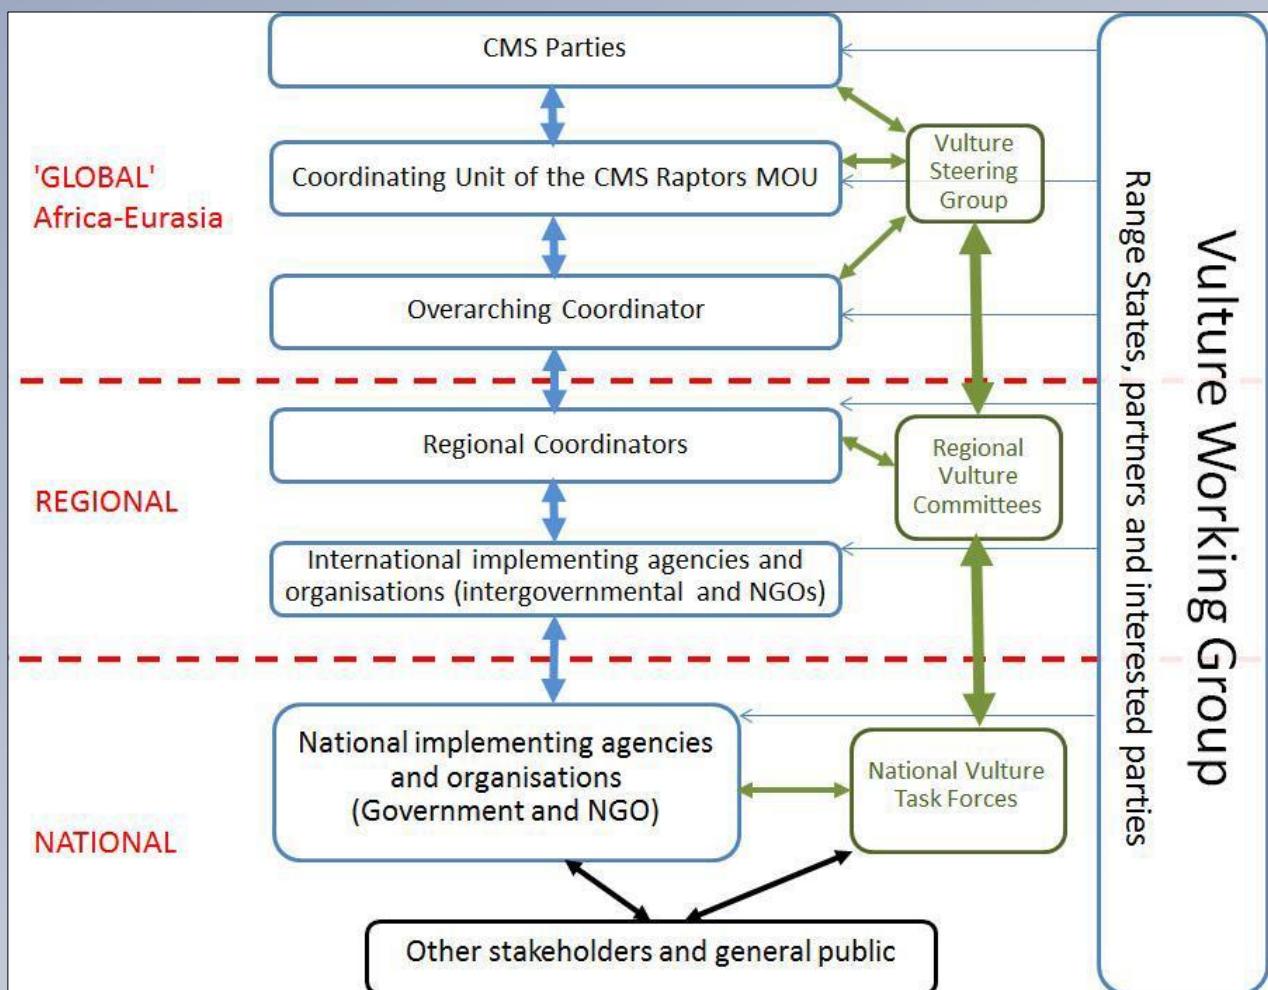 CMS Parties
'GLOBAL'
Africa-Eurasia
Coordinating Unit of the CMS Raptors MOU
Vulture
Steering
Group
Overarching Coordinator
REGIONAL
Regional Coordinators
Regional
Vulture
Committees
International implementing agencies and
organisations (intergovernmental and NGOs)
NATIONAL
National implementing agencies
and organisations
(Government and NGO)
National Vulture
Task Forces
Other stakeholders and general public
Vulture Working Group
Range States, partners and interested parties